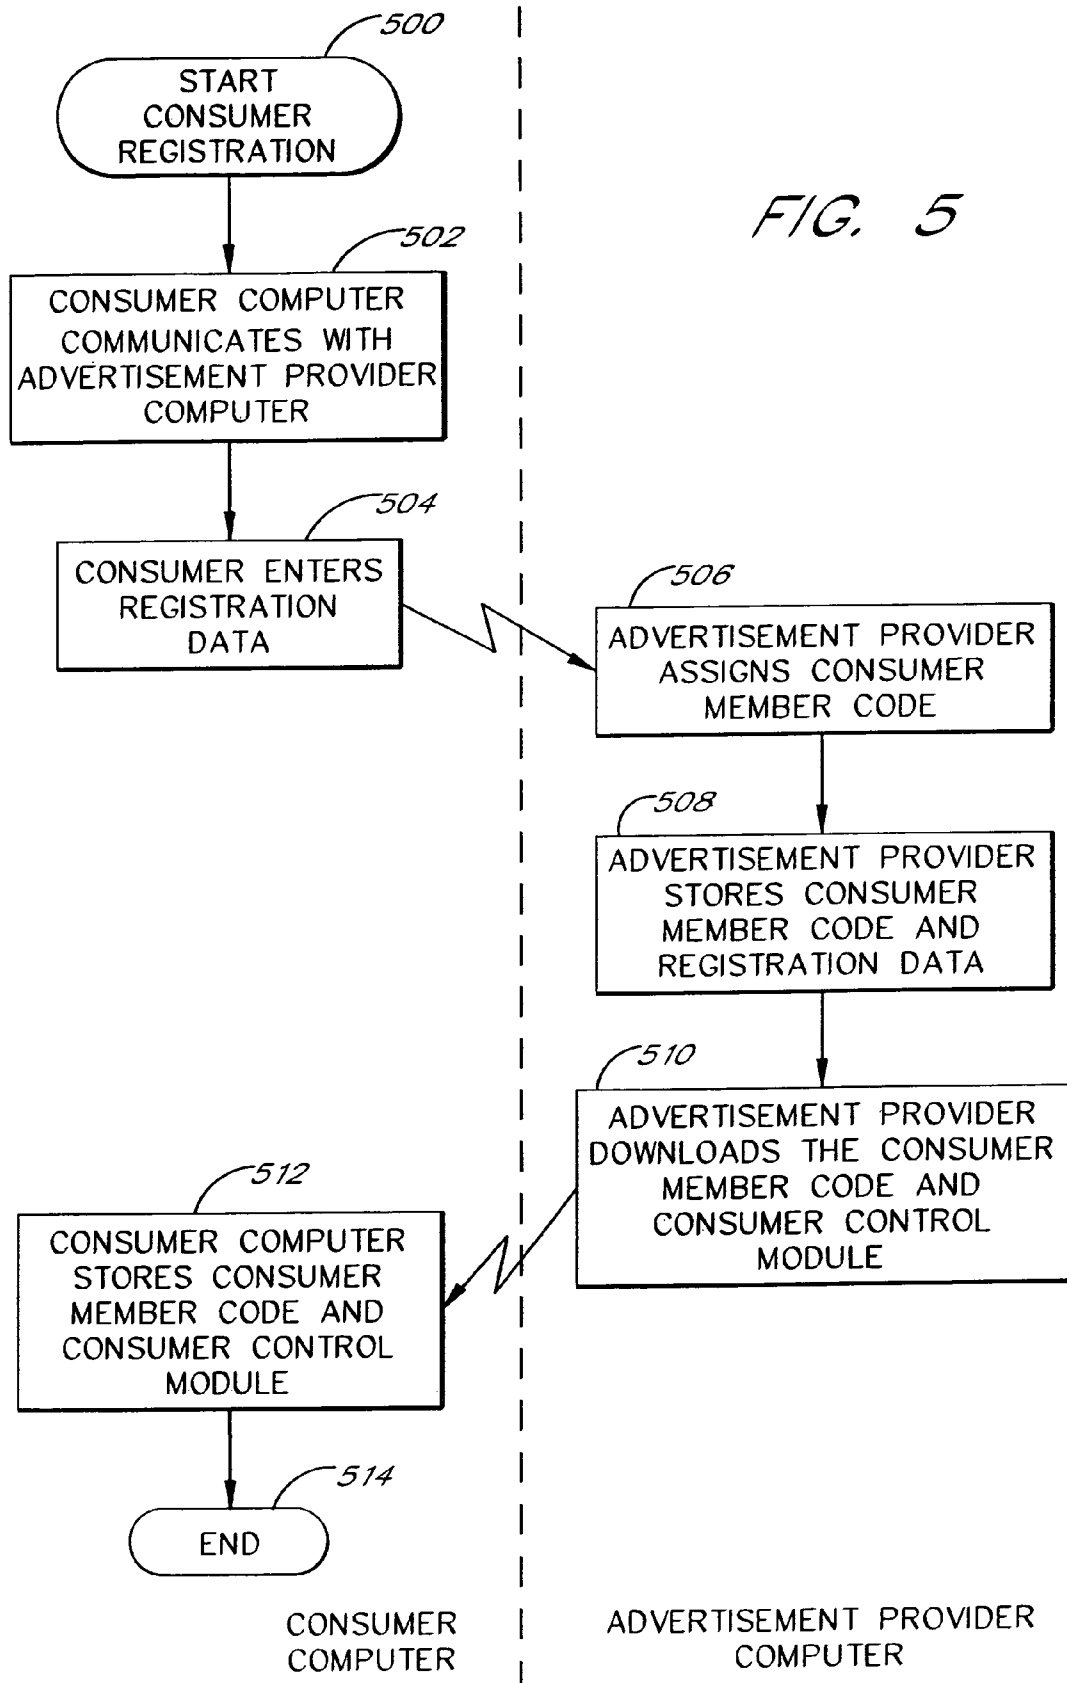 500
START
CONSUMER
REGISTRATION
FIG. 5
502
CONSUMER COMPUTER
COMMUNICATES WITH
ADVERTISEMENT PROVIDER
COMPUTER
504
CONSUMER ENTERS
REGISTRATION
DATA
506
ADVERTISEMENT PROVIDER
ASSIGNS CONSUMER
MEMBER CODE
508
ADVERTISEMENT PROVIDER
STORES CONSUMER
MEMBER CODE AND
REGISTRATION DATA
510
ADVERTISEMENT PROVIDER
DOWNLOADS THE CONSUMER
MEMBER CODE AND
CONSUMER CONTROL
MODULE
512
CONSUMER COMPUTER
STORES CONSUMER
MEMBER CODE AND
CONSUMER CONTROL
MODULE
514
END
CONSUMER
COMPUTER
ADVERTISEMENT PROVIDER
COMPUTER